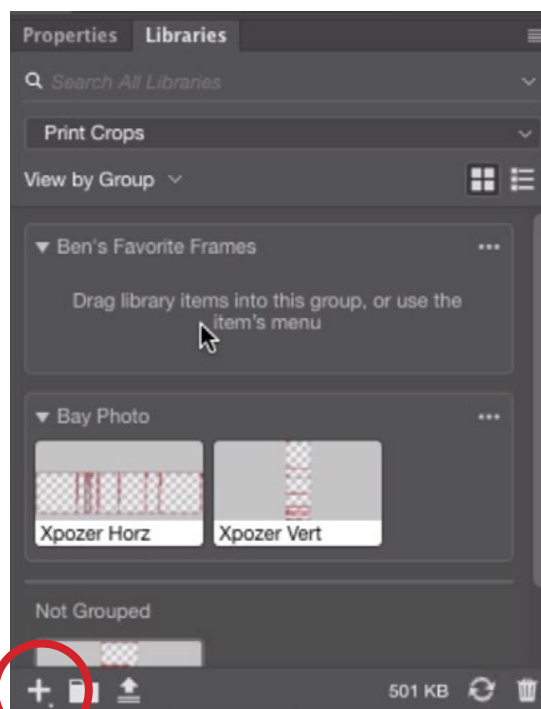 Properties Libraries
Search All Libraries
Print Crops
View by Group
Ben's Favorite Frames
Drag library items into this group, or use the
item's menu
Bay Photo
Xpozer Horz Xpozer Vert
Not Grouped
501 KB